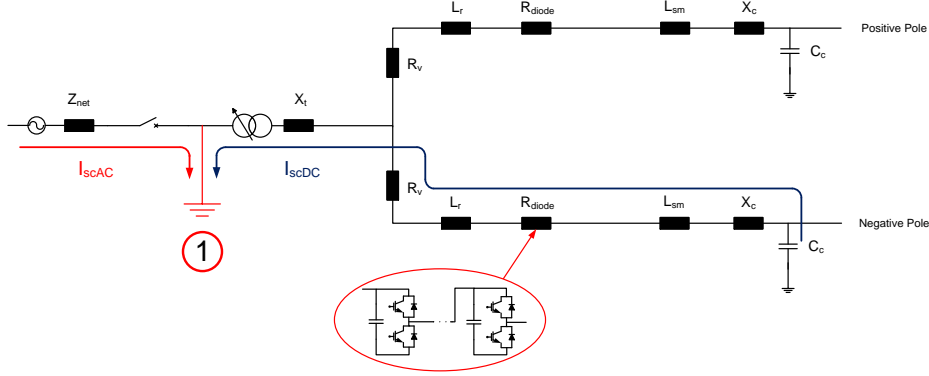 Lr Rdiode Lsm Xc
Positive Pole
Cc
Rv
Znet Xt
IscAC IscDC
Rv
Lr Rdiode Lsm Xc
Negative Pole
Cc
1